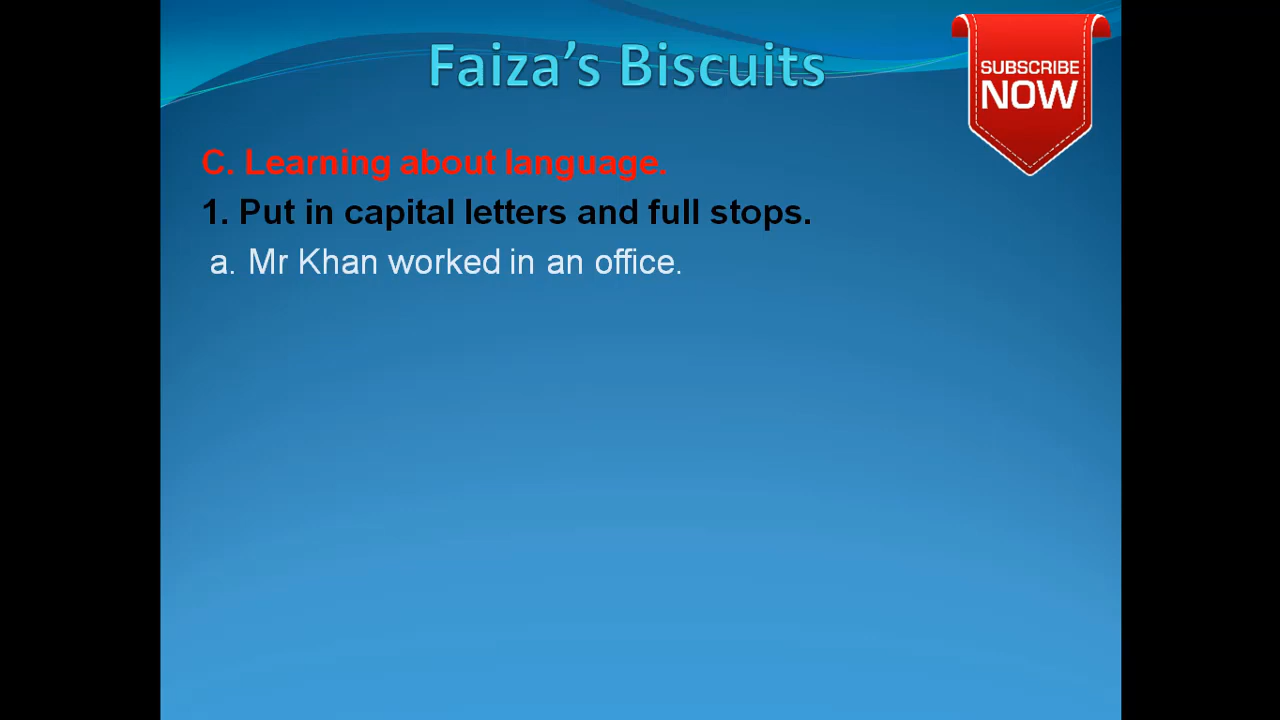 Faiza’s Biscuits
SUBSCRIBE
NOW
C. Learning about language.
1. Put in capital letters and full stops.
a. Mr Khan worked in an office.